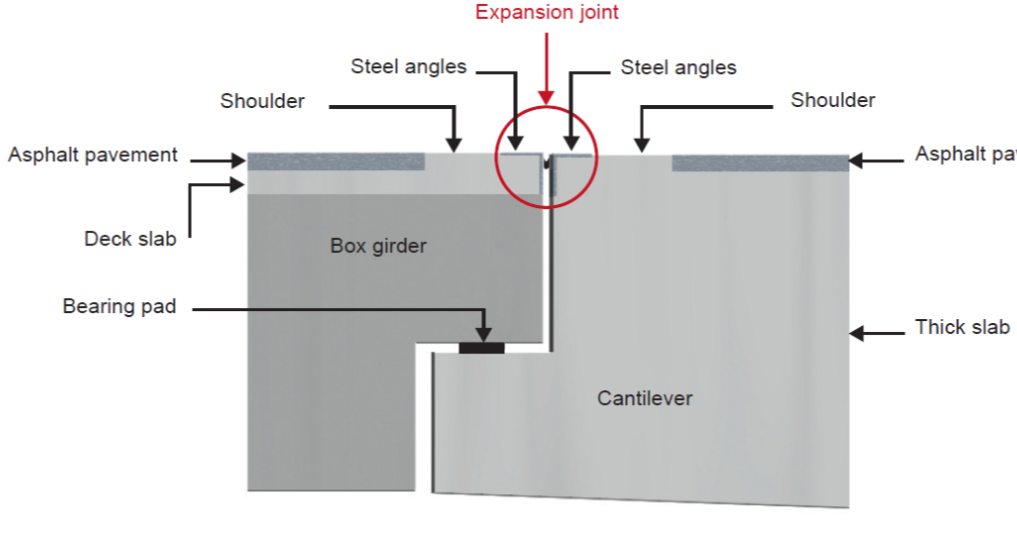 Expansion joint
Steel angles
Steel angles
Shoulder
Shoulder
Asphalt pavement
Asphalt
Deck slab
Box girder
Bearing pad
Thick slab
Cantilever